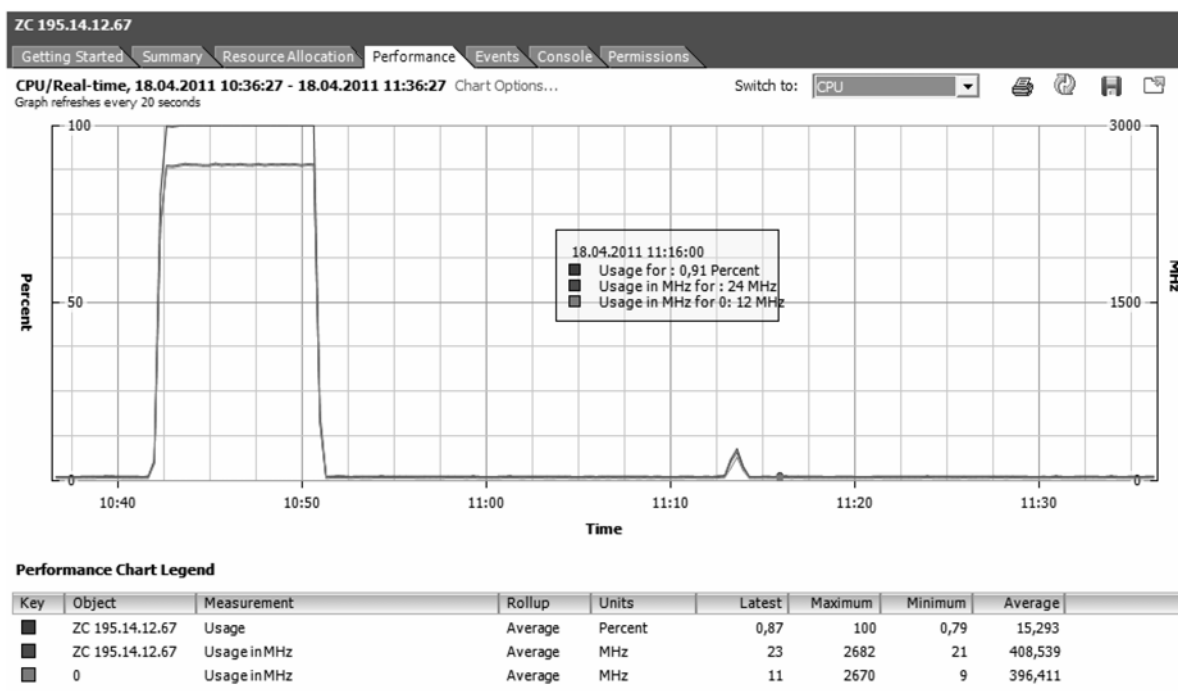 ZC 195.14.12.67
Getting Started Summary Resource Allocation Performance Events Console Permissions
CPU/Real-time, 18.04.2011 10:36:27 - 18.04.2011 11:36:27 Chart Options... Switch to: CPU
Graph refreshes every 20 seconds
100 3000
18.04.2011 11:16:00
Usage for : 0,91 Percent
Usage in MHz for : 24 MHz
Usage in MHz for 0: 12 MHz
Percent MHz
50 1500
0 0
10:40 10:50 11:00 11:10 11:20 11:30
Time
Performance Chart Legend
Key Object Measurement Rollup Units Latest Maximum Minimum Average
ZC 195.14.12.67 Usage Average Percent 0,87 100 0,79 15,293
ZC 195.14.12.67 Usage in MHz Average MHz 23 2682 21 408,539
0 Usage in MHz Average MHz 11 2670 9 396,411